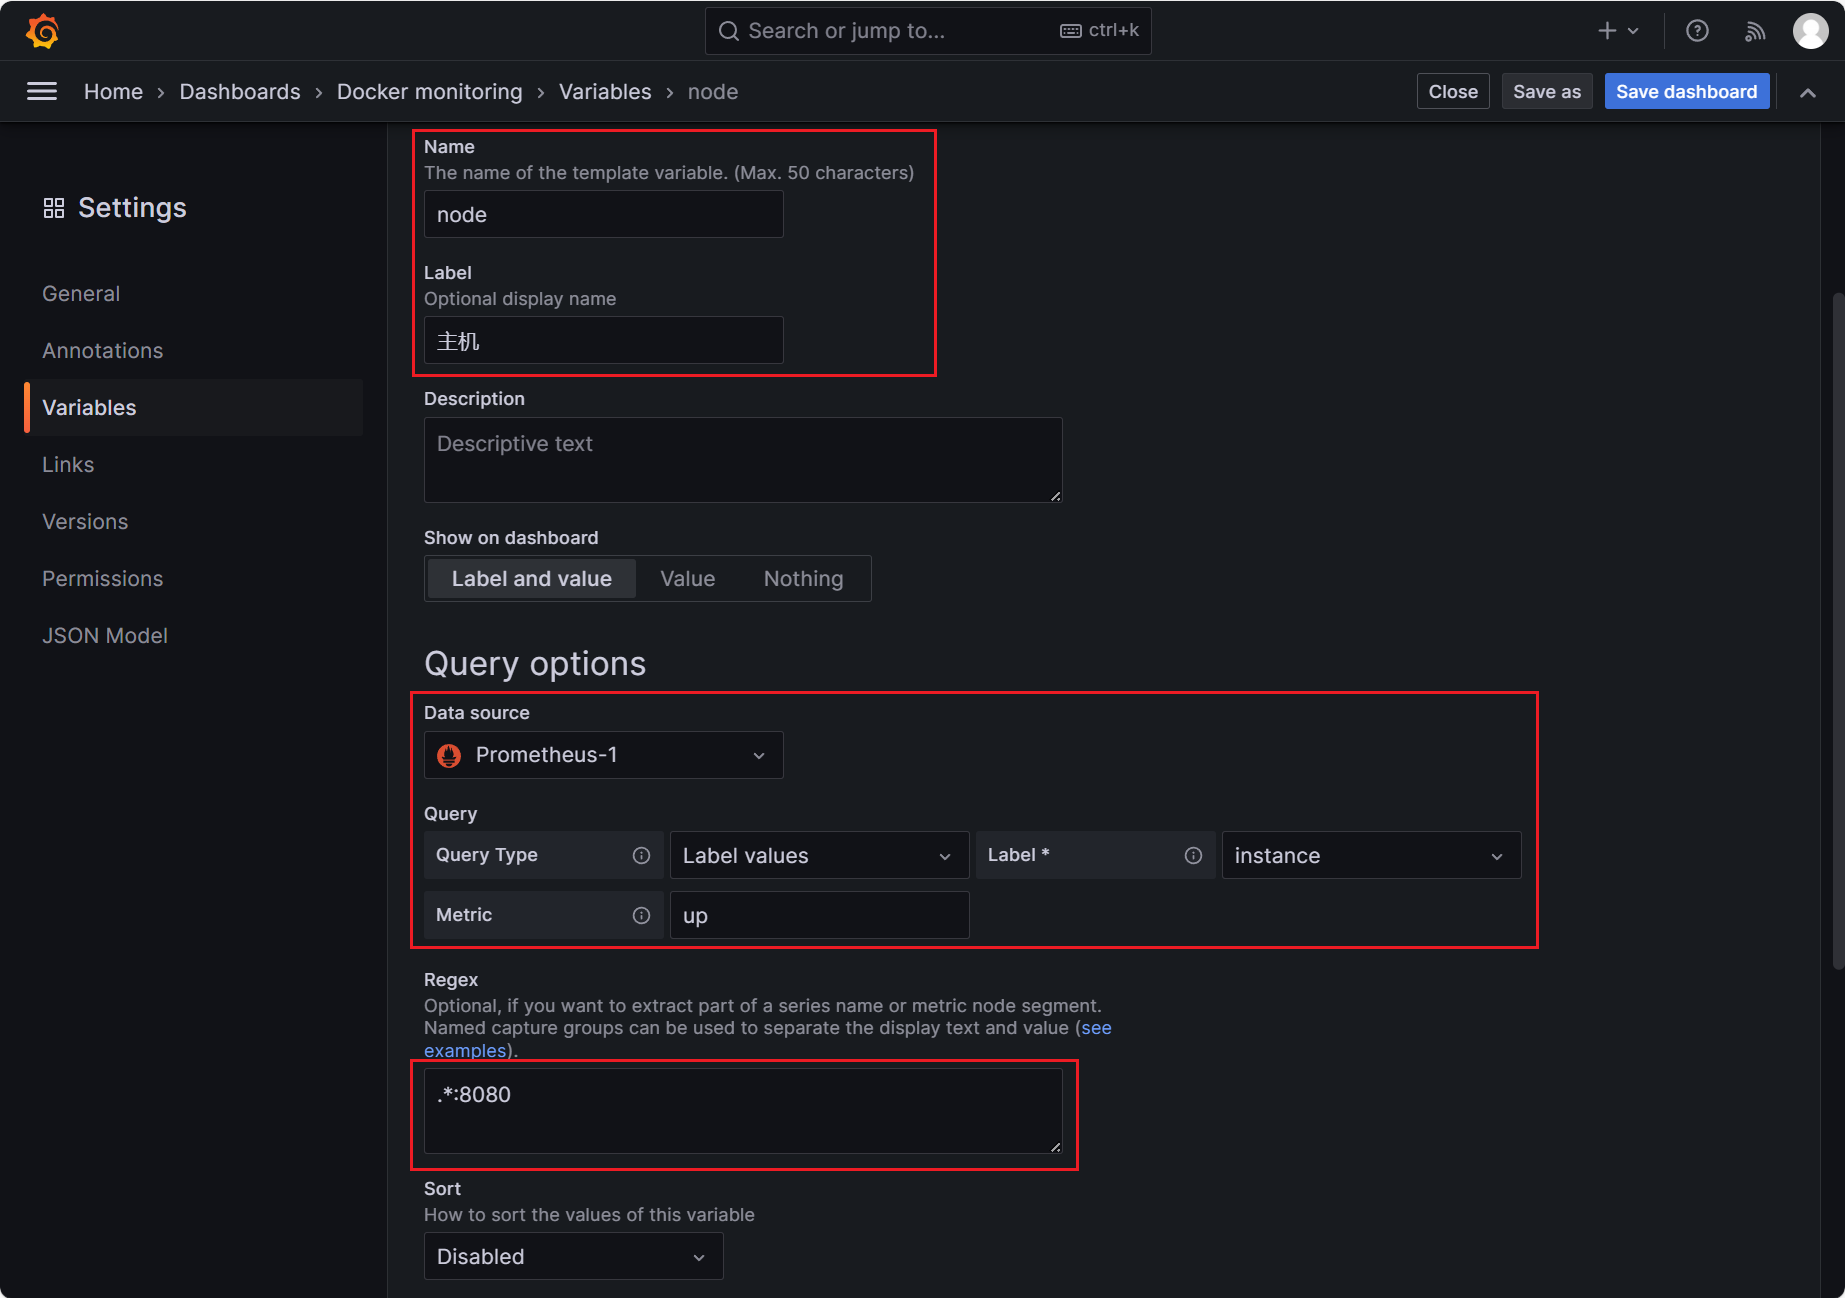 Search or jump to...
ctrl+k
Home › Dashboards › Docker monitoring › Variables › node
Close
Save as
Save dashboard
Settings
General
Annotations
Variables
Links
Versions
Permissions
JSON Model
Name
The name of the template variable. (Max. 50 characters)
node
Label
Optional display name
主机
Description
Descriptive text
Show on dashboard
Label and value
Value
Nothing
Query options
Data source
Prometheus-1
Query
Query Type
Label values
Label *
instance
Metric
up
Regex
Optional, if you want to extract part of a series name or metric node segment.
Named capture groups can be used to separate the display text and value (see
examples).
.*:8080
Sort
How to sort the values of this variable
Disabled